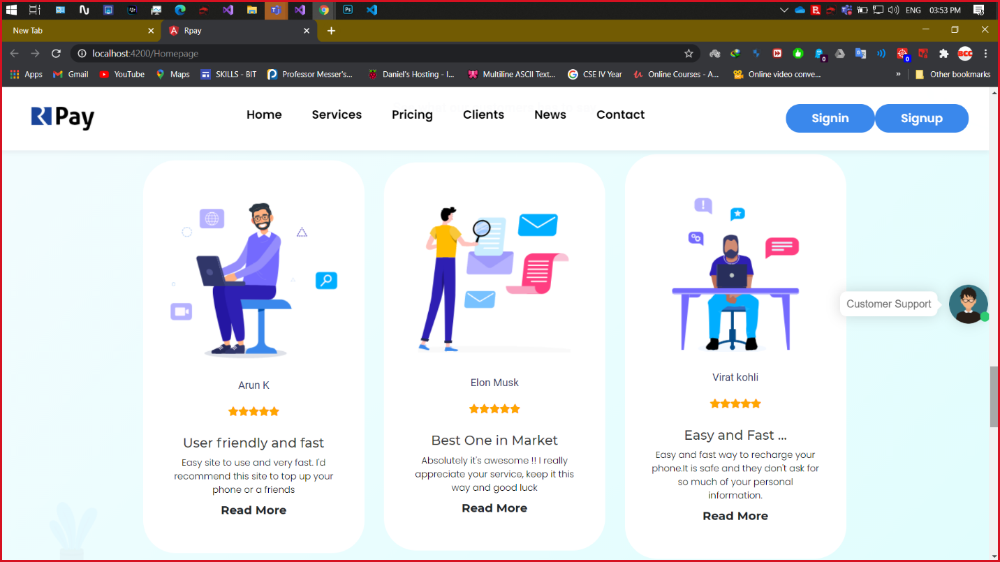 ENG 03:53 PM
New Tab
Rpay
localhost:4200/Homepage
Apps Gmail YouTube Maps SKILLS - BIT Professor Messer's... Daniel's Hosting - I... Multiline ASCII Text... CSE IV Year Online Courses - A... Online video conve... » Other bookmarks
Pay Home Services Pricing Clients News Contact Signin Signup
Customer Support
Arun K
User friendly and fast
Easy site to use and very fast. I'd
recommend this site to top up your
phone or a friends
Read More
Elon Musk
Best One in Market
Absolutely it's awesome !! I really
appreciate your service, keep it this
way and good luck
Read More
Virat kohli
Easy and Fast ...
Easy and fast way to recharge your
phone.It is safe and they don't ask for
so much of your personal
information.
Read More